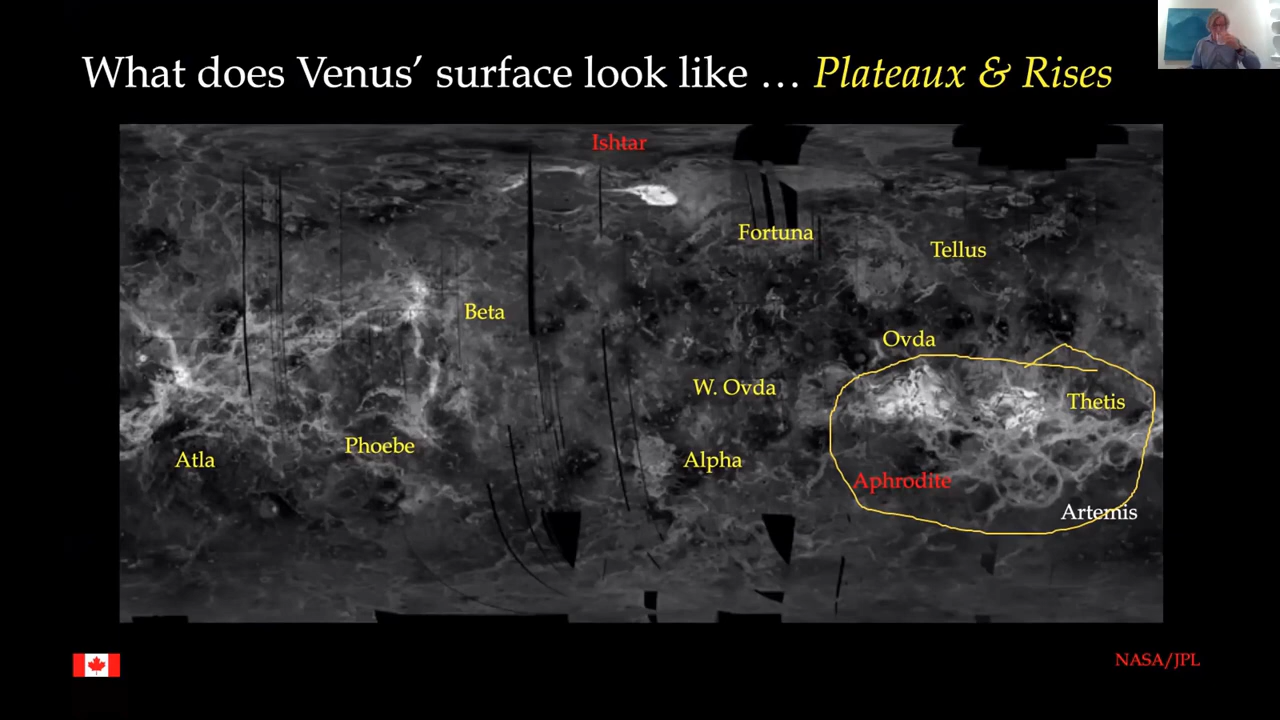 What does Venus’ surface look like … Plateaux & Rises
Ishtar
Fortuna
Tellus
Beta
Ovda
W. Ovda
Thetis
Phoebe
Atla
Alpha
Aphrodite
Artemis
NASA/JPL